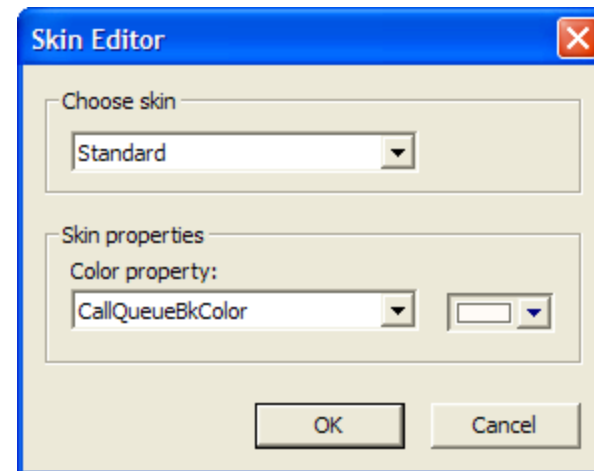 Skin Editor
Choose skin
Standard
Skin properties
Color property:
CallQueueBkColor
OK Cancel